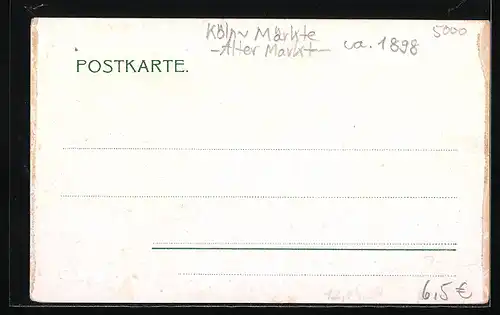 Köln Märkte
-Alter Markt-
ca. 1898
5000
POSTKARTE.
6,5€